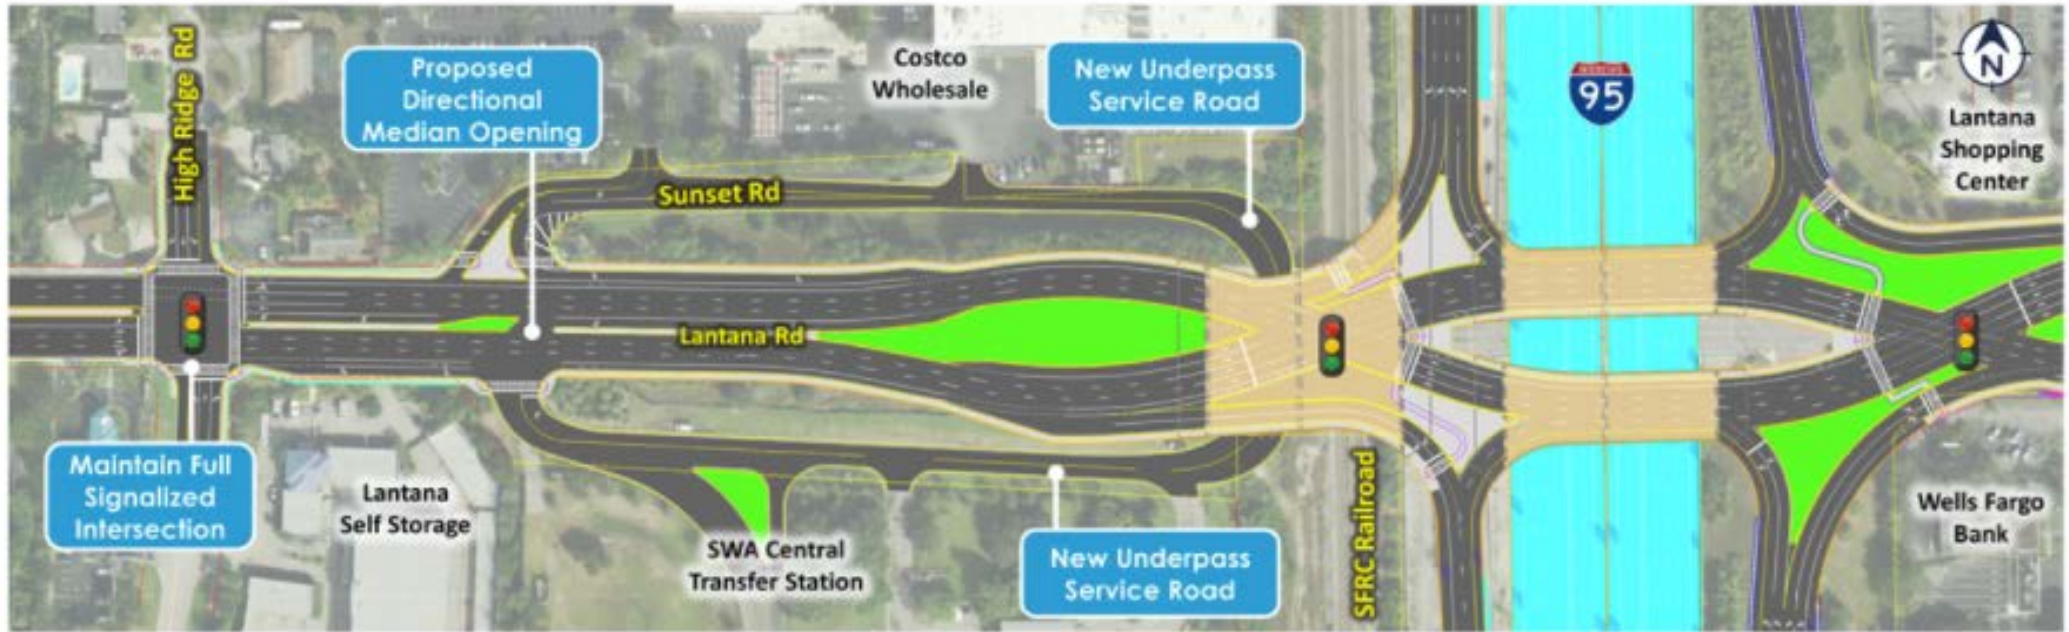 High Ridge Rd
Proposed
Directional
Median Opening
Costco
Wholesale
New Underpass
Service Road
INTERSTATE
95
N
Lantana
Shopping
Center
Sunset Rd
Lantana Rd
Maintain Full
Signalized
Intersection
Lantana
Self Storage
SWA Central
Transfer Station
New Underpass
Service Road
SFRC Railroad
Wells Fargo
Bank